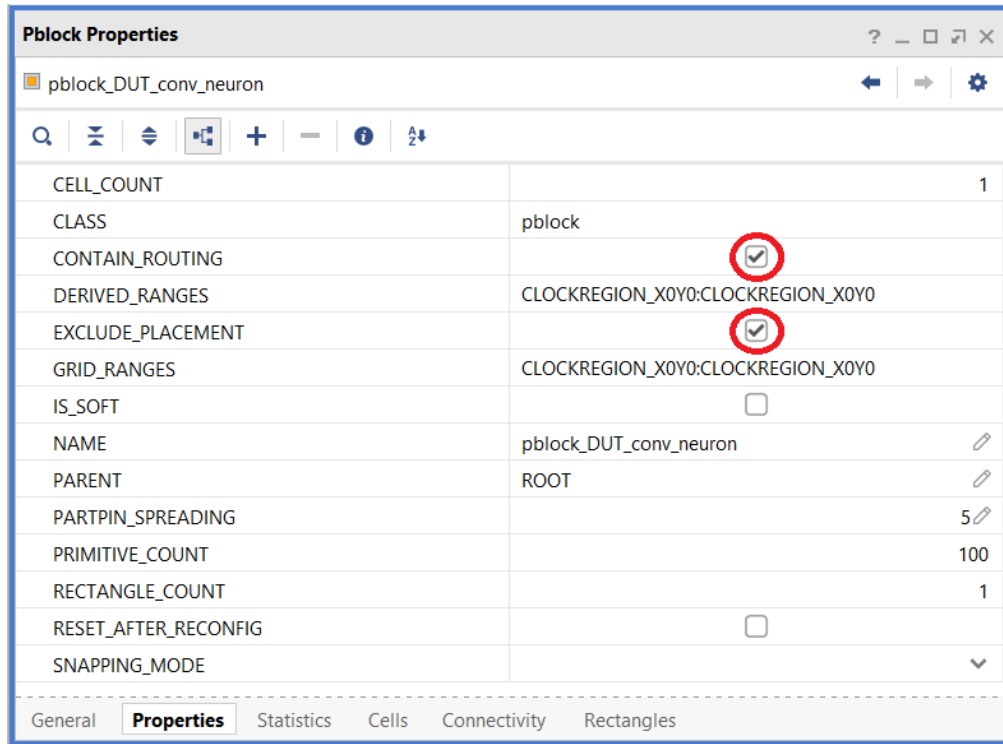 Pblock Properties
pblock_DUT_conv_neuron
CELL_COUNT 1
CLASS pblock
CONTAIN_ROUTING
DERIVED_RANGES CLOCKREGION_X0Y0:CLOCKREGION_X0Y0
EXCLUDE_PLACEMENT
GRID_RANGES CLOCKREGION_X0Y0:CLOCKREGION_X0Y0
IS_SOFT
NAME pblock_DUT_conv_neuron
PARENT ROOT
PARTPIN_SPREADING 5
PRIMITIVE_COUNT 100
RECTANGLE_COUNT 1
RESET_AFTER_RECONFIG
SNAPPING_MODE
General Properties Statistics Cells Connectivity Rectangles